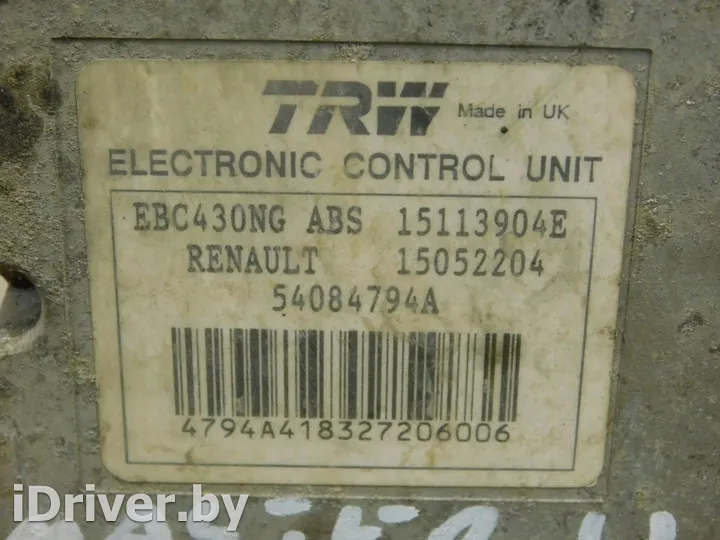 TRW Made in UK
ELECTRONIC CONTROL UNIT
EBC430NG ABS 15113904E
RENAULT 15052204
54084794A
4794A418327206006
iDriver.by